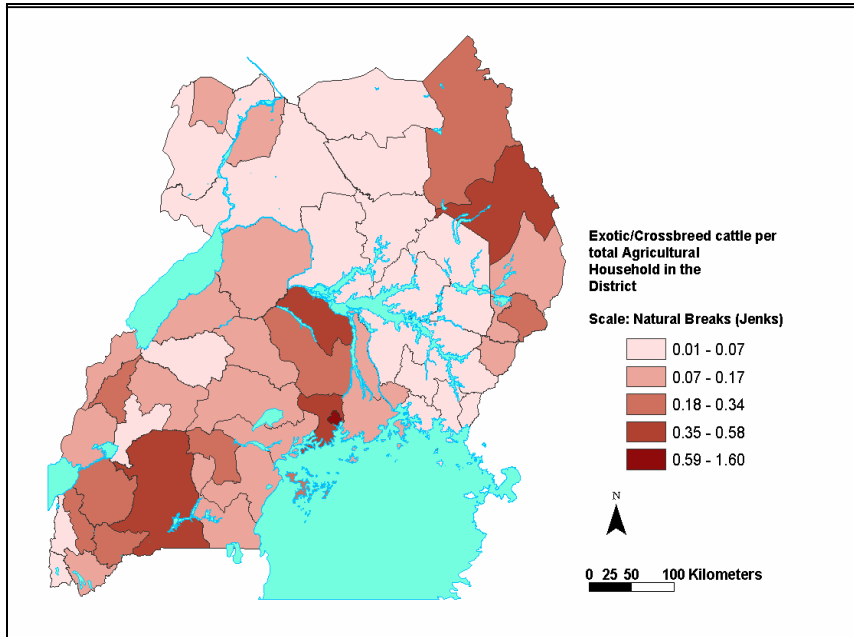 Exotic/Crossbreed cattle per
total Agricultural
Household in the
District
Scale: Natural Breaks (Jenks)
0.01 - 0.07
0.07 - 0.17
0.18 - 0.34
0.35 - 0.58
0.59 - 1.60
N
0 25 50 100 Kilometers